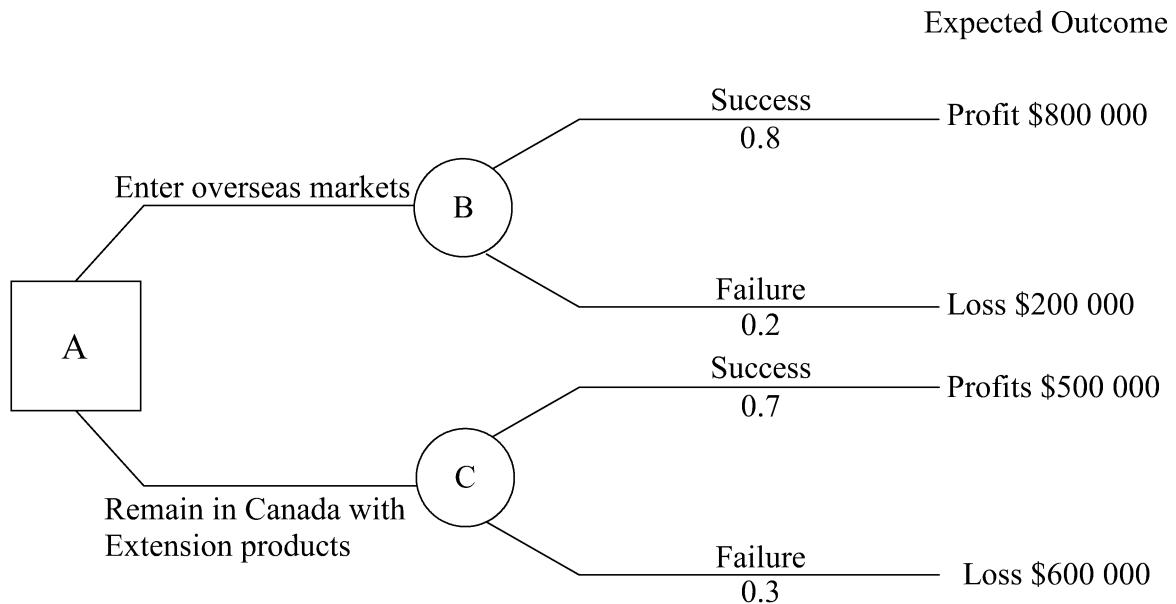 Expected Outcome
Success
Profit $800 000
0.8
Enter overseas markets
B
Failure
Loss $200 000
0.2
A
Success
Profits $500 000
0.7
C
Remain in Canada with
Extension products
Failure
Loss $600 000
0.3